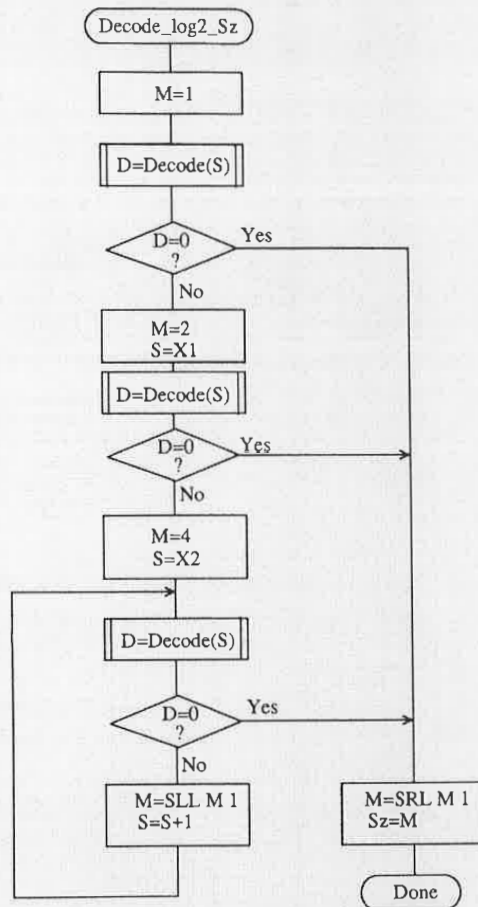 Decode_log2_Sz
M=1
D=Decode(S)
D=0
?
Yes
No
M=2
S=X1
D=Decode(S)
D=0
?
Yes
No
M=4
S=X2
D=Decode(S)
D=0
?
Yes
No
M=SLL M 1
S=S+1
M=SRL M 1
Sz=M
Done